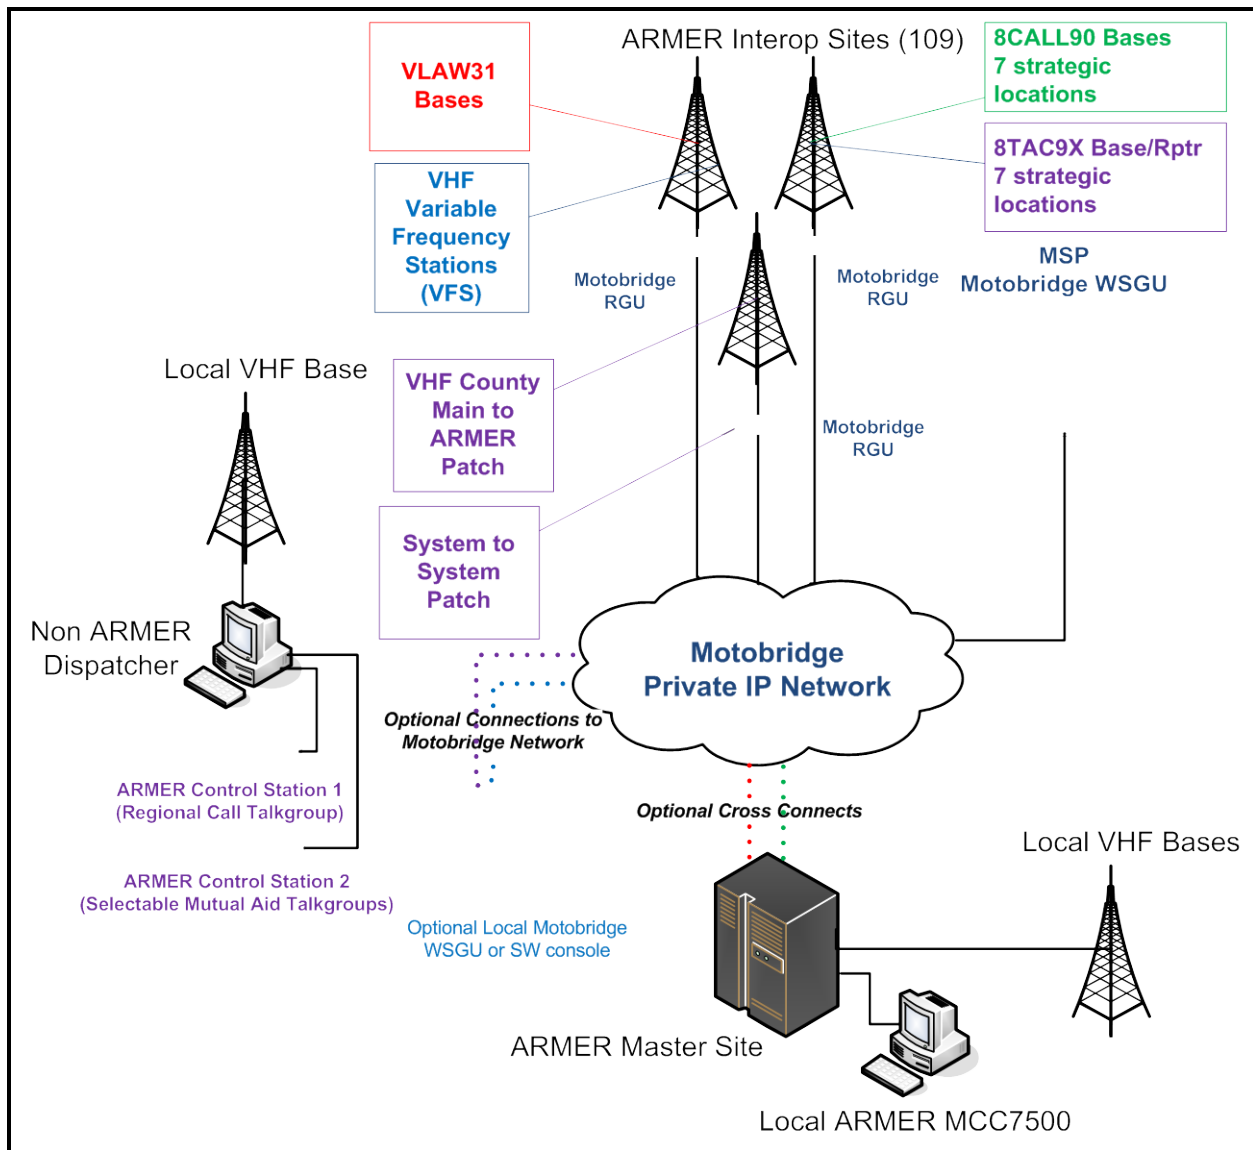 ARMER Interop Sites (109)
VLAW31
Bases
8CALL90 Bases
7 strategic
locations
8TAC9X Base/Rptr
7 strategic
locations
VHF
Variable
Frequency
Stations
(VFS)
MSP
Motobridge WSGU
Motobridge
RGU
Motobridge
RGU
Local VHF Base
VHF County
Main to
ARMER
Patch
Motobridge
RGU
System to
System
Patch
Non ARMER
Dispatcher
Motobridge
Private IP Network
Optional Connections to
Motobridge Network
ARMER Control Station 1
(Regional Call Talkgroup)
Optional Cross Connects
Local VHF Bases
ARMER Control Station 2
(Selectable Mutual Aid Talkgroups)
Optional Local Motobridge
WSGU or SW console
ARMER Master Site
Local ARMER MCC7500